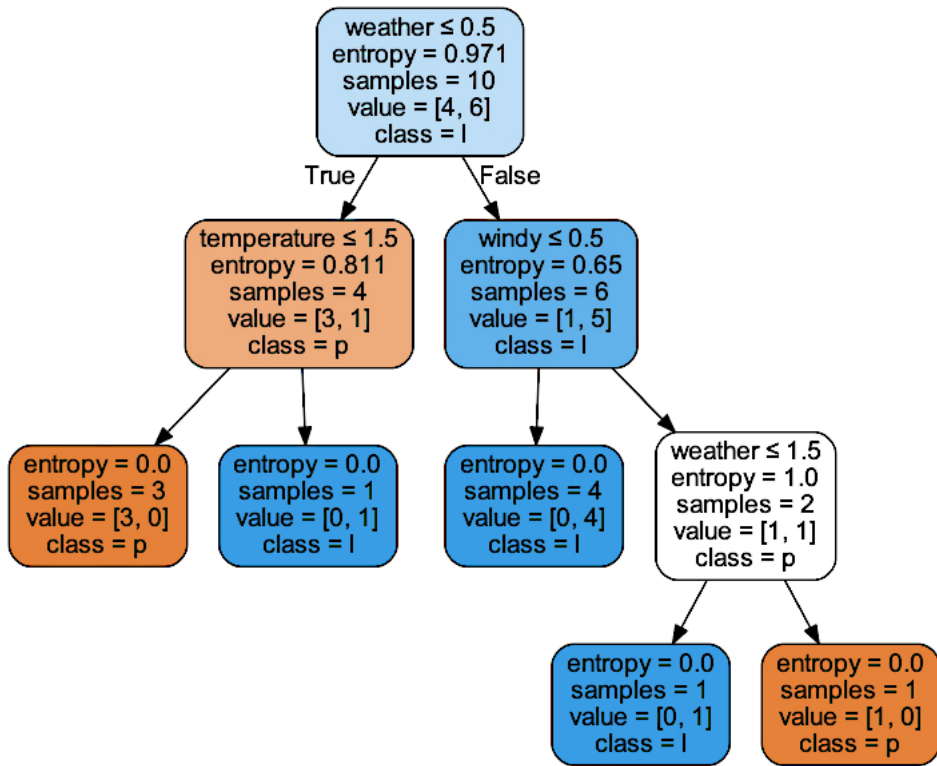 weather ≤ 0.5
entropy = 0.971
samples = 10
value = [4, 6]
class = l
True
False
temperature ≤ 1.5
entropy = 0.811
samples = 4
value = [3, 1]
class = p
windy ≤ 0.5
entropy = 0.65
samples = 6
value = [1, 5]
class = l
entropy = 0.0
samples = 3
value = [3, 0]
class = p
entropy = 0.0
samples = 1
value = [0, 1]
class = l
entropy = 0.0
samples = 4
value = [0, 4]
class = l
weather ≤ 1.5
entropy = 1.0
samples = 2
value = [1, 1]
class = p
entropy = 0.0
samples = 1
value = [0, 1]
class = l
entropy = 0.0
samples = 1
value = [1, 0]
class = p